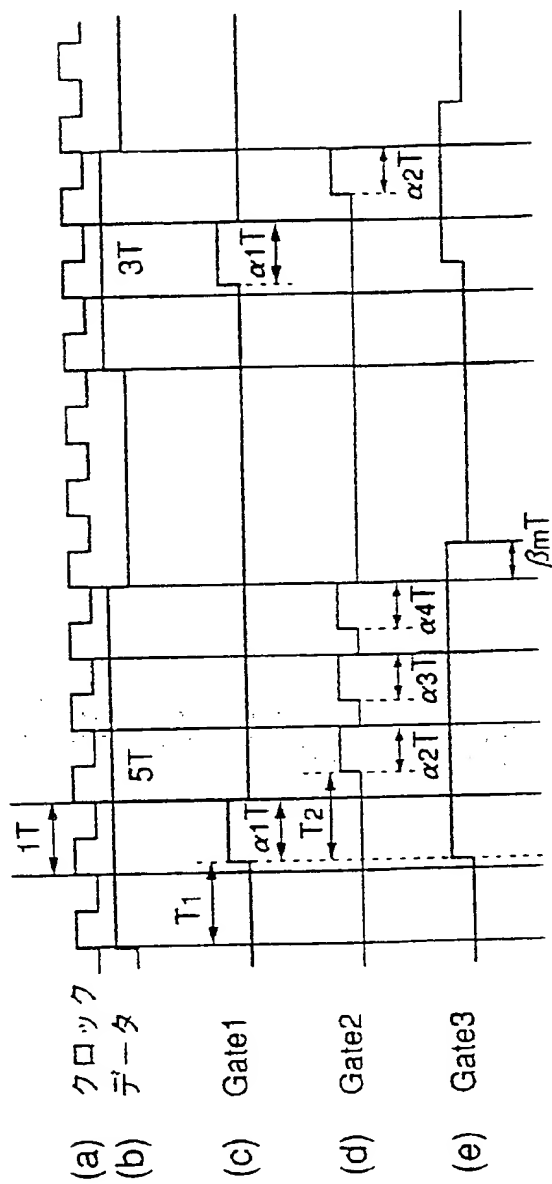 1T
(a) クロック
(b) データ
5T
3T
T1
(c) Gate1
α1T
α1T
T2
(d) Gate2
α2T
α3T
α4T
α2T
(e) Gate3
βmT